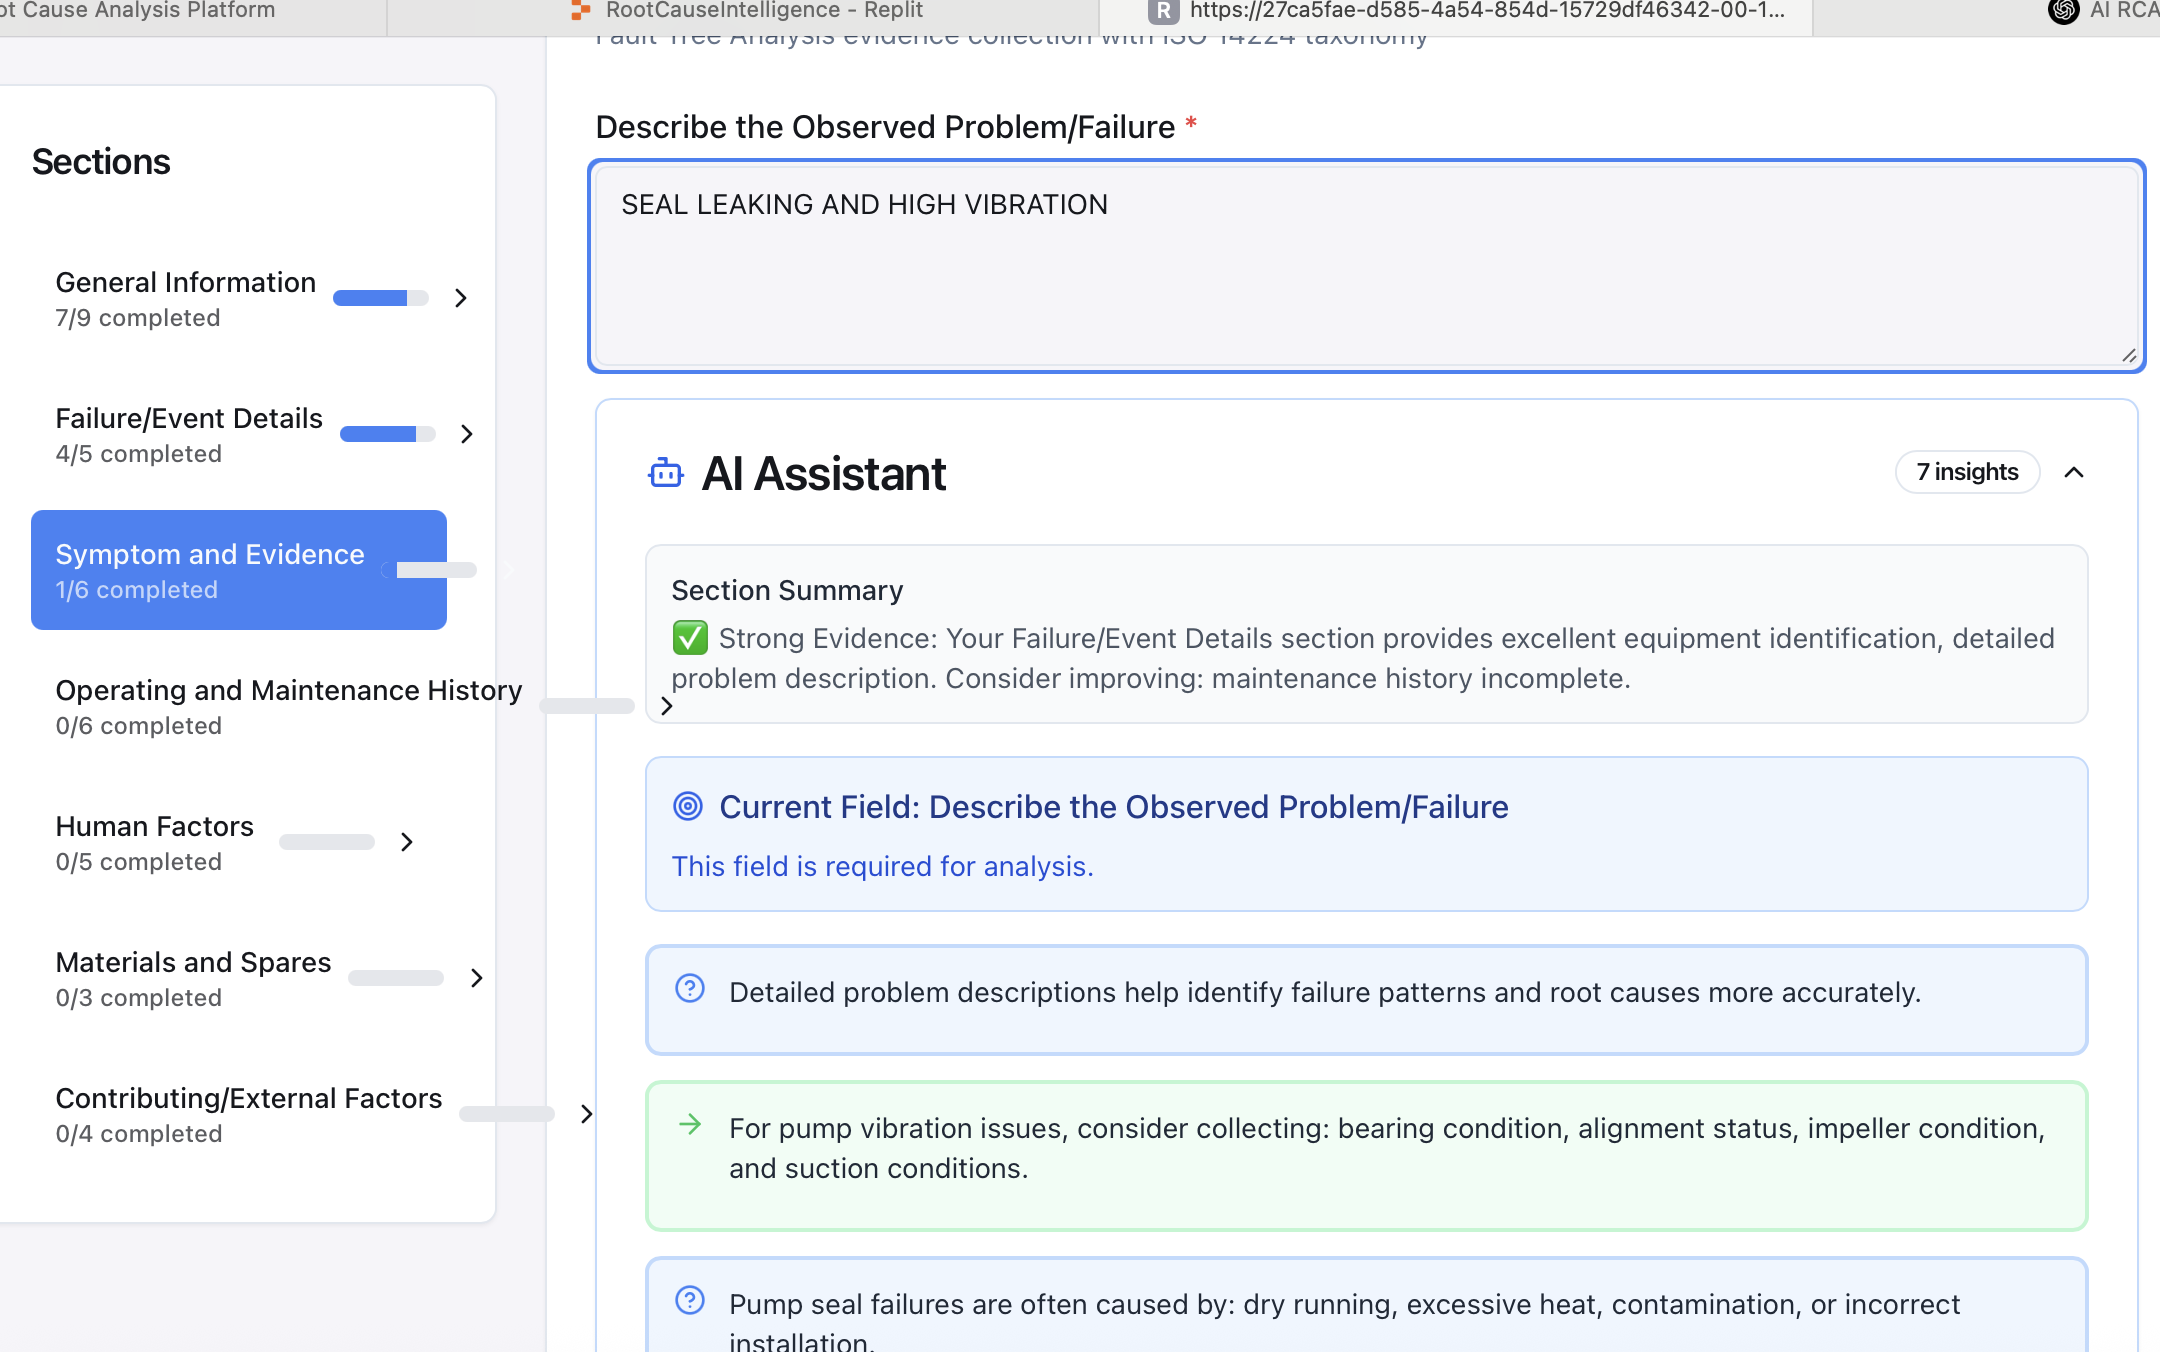 ot Cause Analysis Platform
RootCauseIntelligence - Replit
R
https://27ca5fae-d585-4a54-854d-15729df46342-00-1...
AI RCA
Fault Tree Analysis evidence collection with ISO 14224 taxonomy
Sections
General Information
7/9 completed
Failure/Event Details
4/5 completed
Symptom and Evidence
1/6 completed
Operating and Maintenance History
0/6 completed
Human Factors
0/5 completed
Materials and Spares
0/3 completed
Contributing/External Factors
0/4 completed
Describe the Observed Problem/Failure *
SEAL LEAKING AND HIGH VIBRATION
AI Assistant
7 insights
Section Summary
✅ Strong Evidence: Your Failure/Event Details section provides excellent equipment identification, detailed
problem description. Consider improving: maintenance history incomplete.
Current Field: Describe the Observed Problem/Failure
This field is required for analysis.
Detailed problem descriptions help identify failure patterns and root causes more accurately.
For pump vibration issues, consider collecting: bearing condition, alignment status, impeller condition,
and suction conditions.
Pump seal failures are often caused by: dry running, excessive heat, contamination, or incorrect
installation.